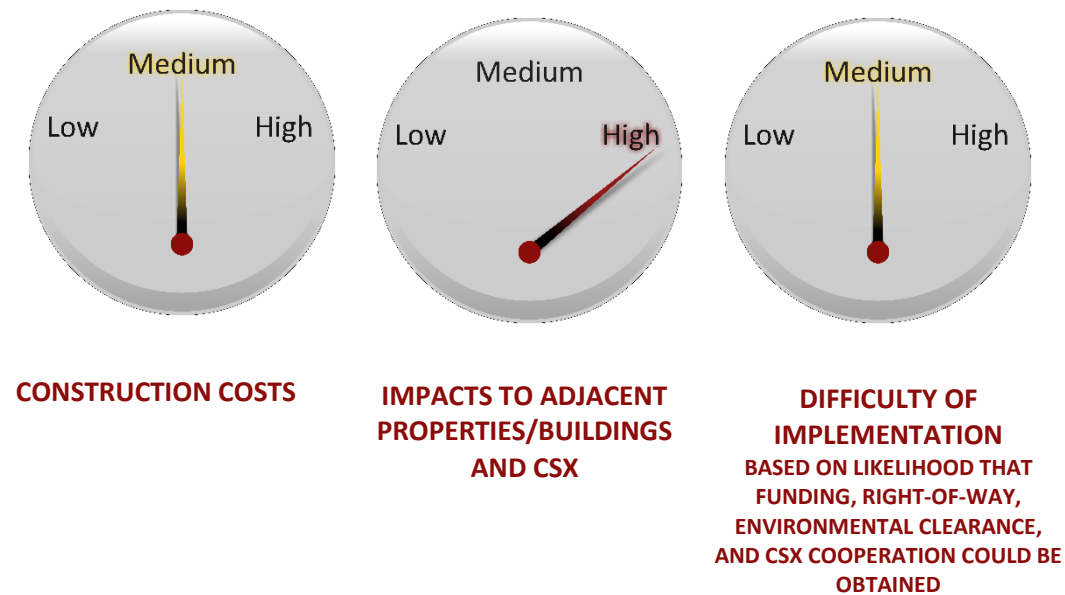 Medium
Low
High
Medium
Low
High
Medium
Low
High
CONSTRUCTION COSTS
IMPACTS TO ADJACENT
PROPERTIES/BUILDINGS
AND CSX
DIFFICULTY OF
IMPLEMENTATION
BASED ON LIKELIHOOD THAT
FUNDING, RIGHT-OF-WAY,
ENVIRONMENTAL CLEARANCE,
AND CSX COOPERATION COULD BE
OBTAINED